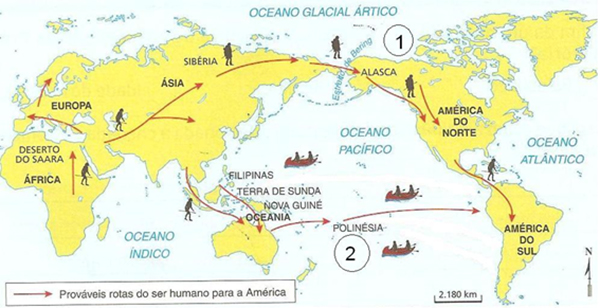 OCEANO GLACIAL ÁRTICO
1
SIBÉRIA
Estreito de Bering
ALASCA
ÁSIA
EUROPA
AMÉRICA
DO
NORTE
OCEANO
PACÍFICO
OCEANO
ATLÂNTICO
DESERTO
DO SAARA
ÁFRICA
FILIPINAS
TERRA DE SUNDA
NOVA GUINÉ
OCEANIA
POLINÉSIA
2
AMÉRICA
DO
SUL
OCEANO
ÍNDICO
N
2.180 km
Prováveis rotas do ser humano para a América